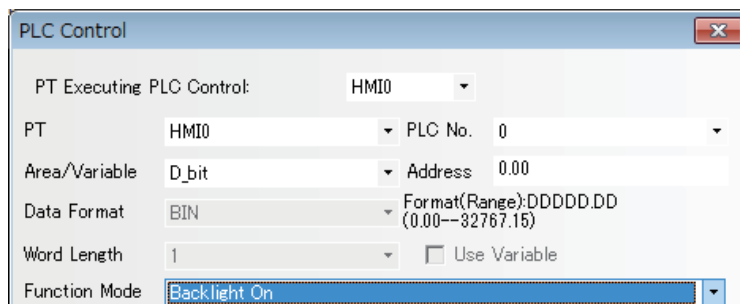 PLC Control
PT Executing PLC Control: HMI0
PT HMI0 PLC No. 0
Area/Variable D_bit Address 0.00
Data Format BIN Format(Range):DDDDD.DD
(0.00--32767.15)
Word Length 1 Use Variable
Function Mode Backlight On